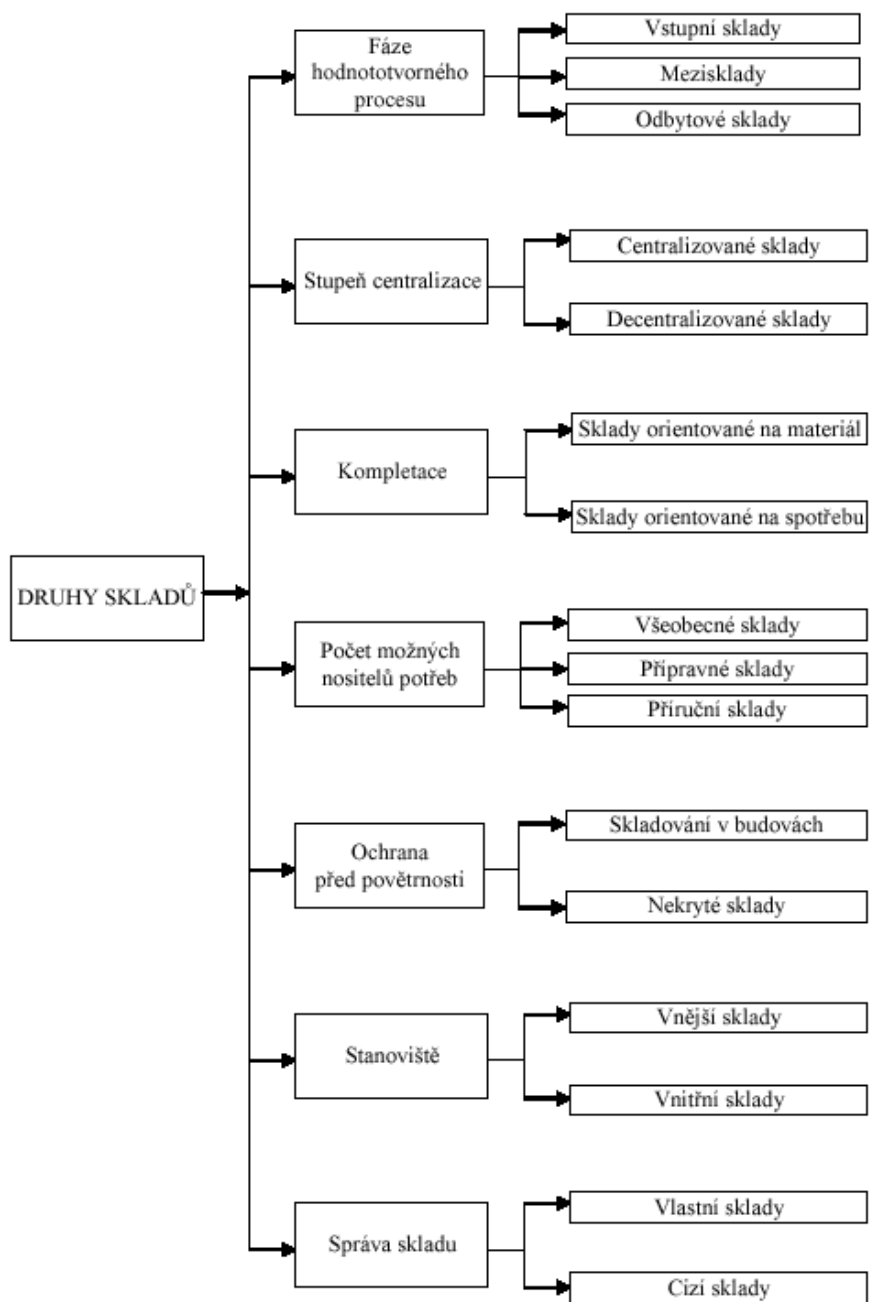 DRUHY SKLADŮ
Fáze
hodnototvorného
procesu
Vstupní sklady
Mezisklady
Odbytové sklady
Stupeň centralizace
Centralizované sklady
Decentralizované sklady
Kompletace
Sklady orientované na materiál
Sklady orientované na spotřebu
Počet možných
nositelů potřeb
Všeobecné sklady
Přípravné sklady
Příruční sklady
Ochrana
před povětrnosti
Skladování v budovách
Nekryté sklady
Stanoviště
Vnější sklady
Vnitřní sklady
Správa skladu
Vlastní sklady
Cizí sklady